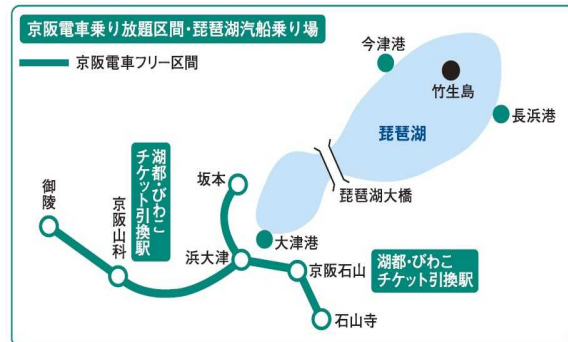 京阪電車乗り放題区間・琵琶湖汽船乗り場
京阪電車フリー区間
今津港
竹生島
長浜港
琵琶湖
琵琶湖大橋
大津港
湖都・びわこ
チケット引換駅
坂本
御陵
京阪山科
浜大津
京阪石山
湖都・びわこ
チケット引換駅
石山寺